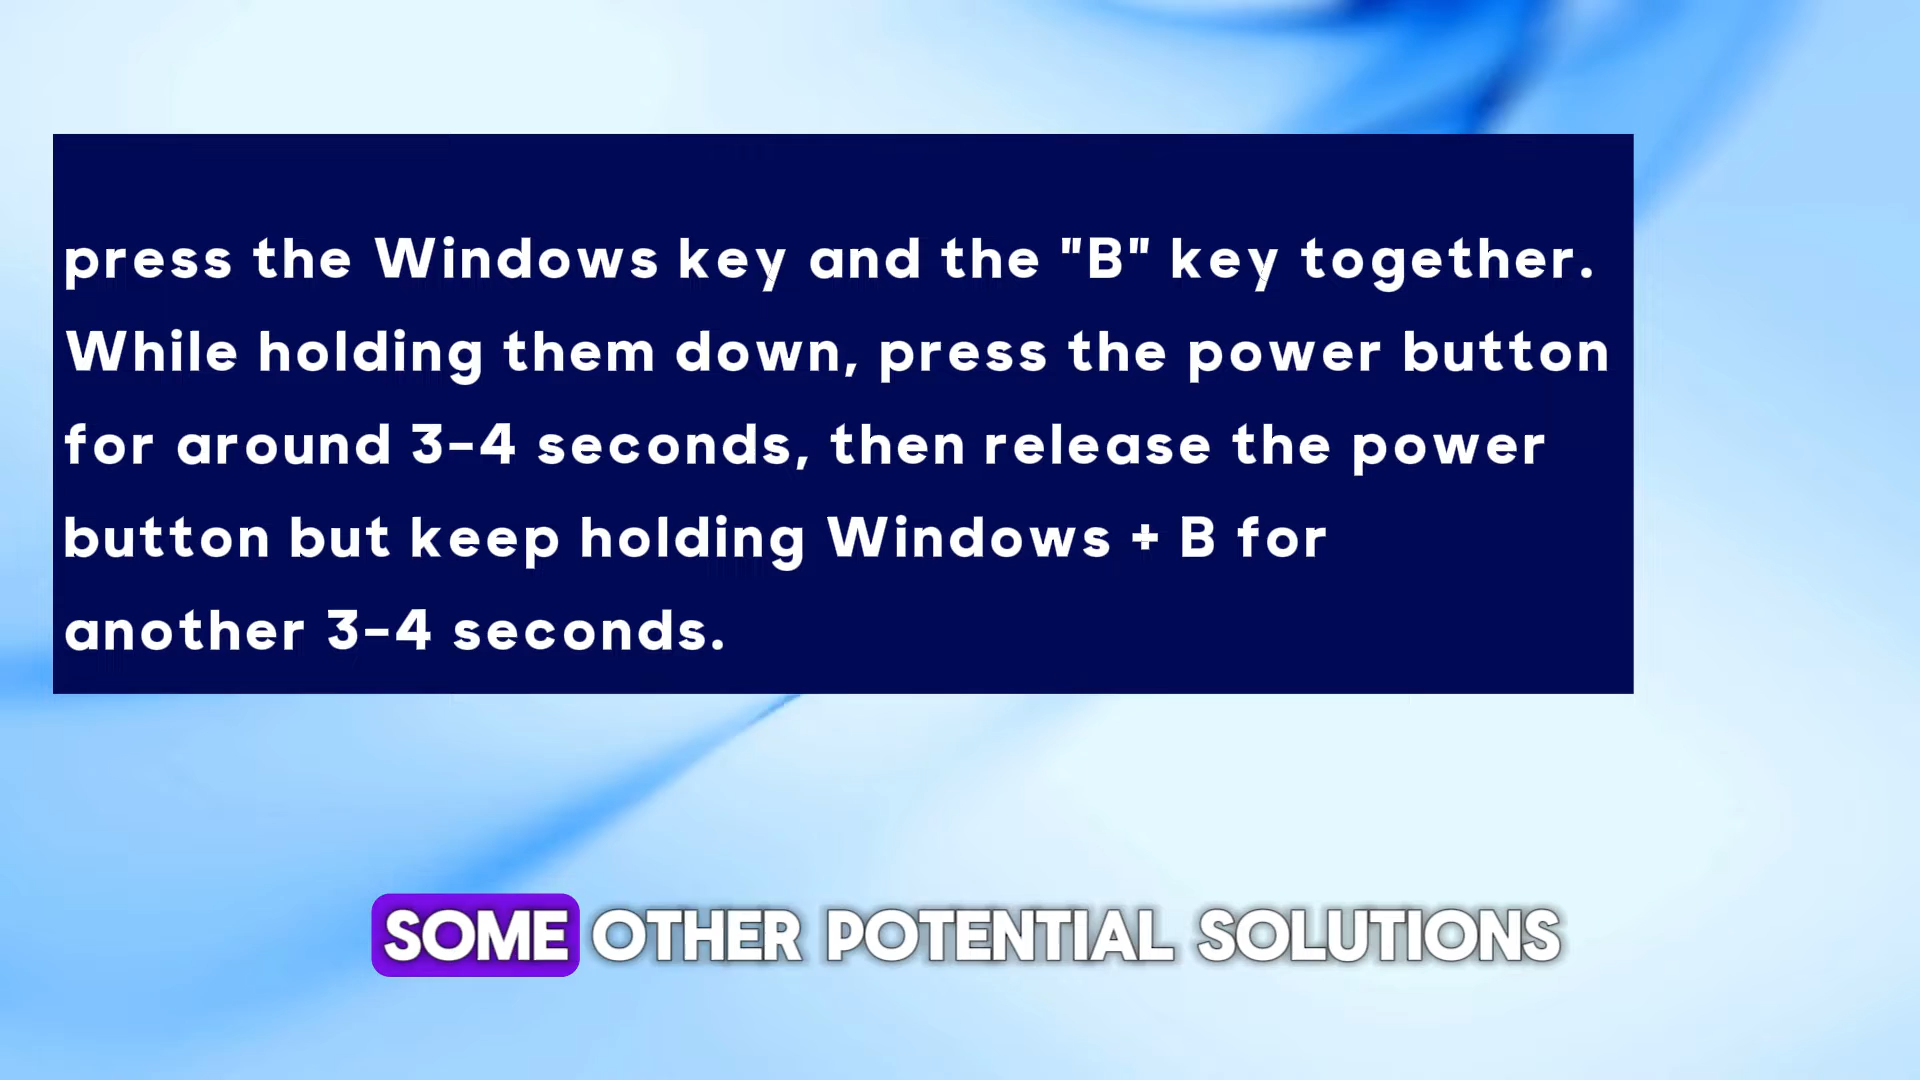 press the Windows key and the "B" key together.
While holding them down, press the power button
for around 3-4 seconds, then release the power
button but keep holding Windows + B for
another 3-4 seconds.
SOME OTHER POTENTIAL SOLUTIONS